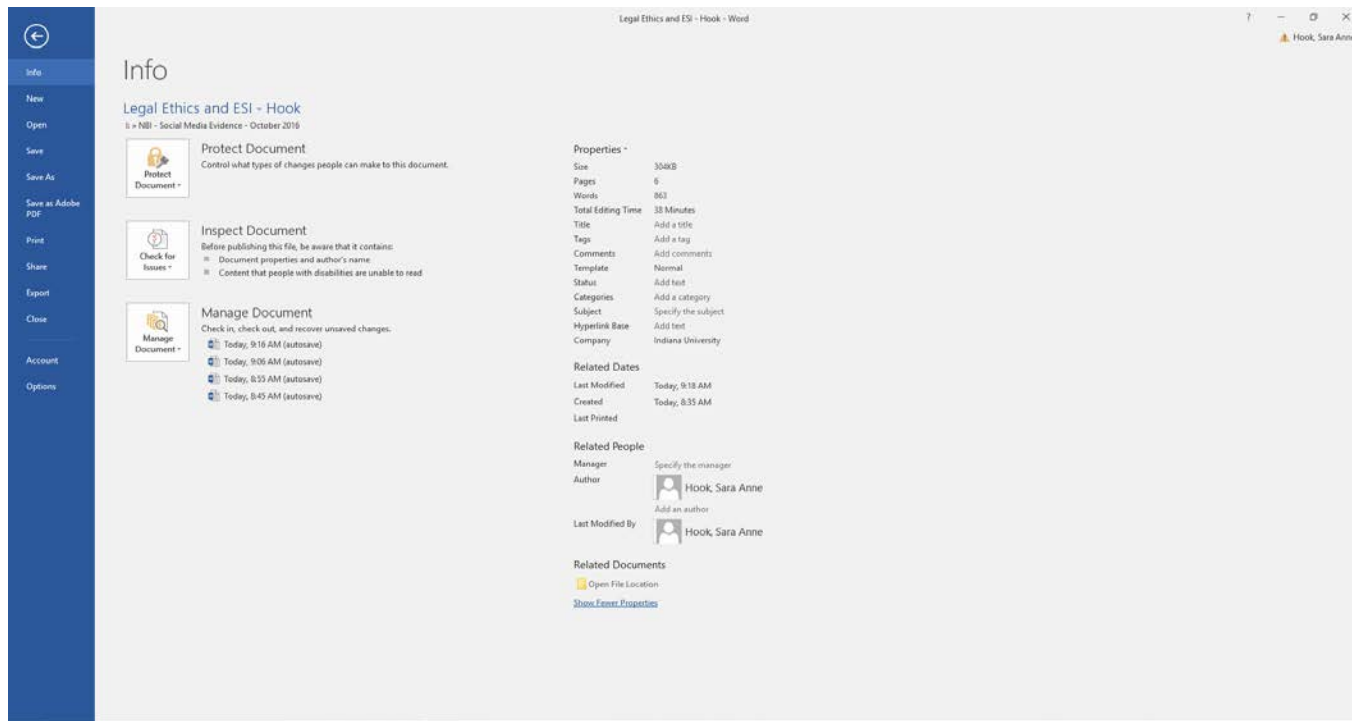 Legal Ethics and ESI - Hook - Word
?
Hook, Sara Anne
Info
New
Open
Save
Save As
Save as Adobe
PDF
Print
Share
Export
Close
Account
Options
Info
Legal Ethics and ESI - Hook
» NBI - Social Media Evidence - October 2016
Protect
Document
Protect Document
Control what types of changes people can make to this document.
Check for
Issues
Inspect Document
Before publishing this file, be aware that it contains:
Document properties and author's name
Content that people with disabilities are unable to read
Manage
Document
Manage Document
Check in, check out, and recover unsaved changes.
Today, 9:16 AM (autosave)
Today, 9:06 AM (autosave)
Today, 8:55 AM (autosave)
Today, 8:45 AM (autosave)
Properties
Size 304KB
Pages 6
Words 863
Total Editing Time 38 Minutes
Title Add a title
Tags Add a tag
Comments Add comments
Template Normal
Status Add text
Categories Add a category
Subject Specify the subject
Hyperlink Base Add text
Company Indiana University
Related Dates
Last Modified Today, 9:18 AM
Created Today, 8:35 AM
Last Printed
Related People
Manager Specify the manager
Author Hook, Sara Anne
Add an author
Last Modified By Hook, Sara Anne
Related Documents
Open File Location
Show Fewer Properties